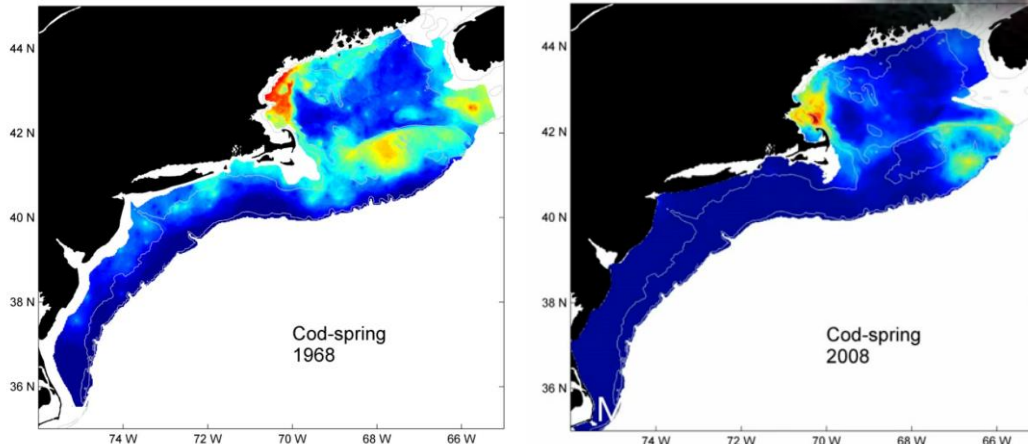 44 N
42 N
40 N
38 N
36 N
74 W
72 W
70 W
68 W
66 W
Cod-spring
1968
44 N
42 N
40 N
38 N
36 N
74 W
72 W
70 W
68 W
66 W
Cod-spring
2008
M